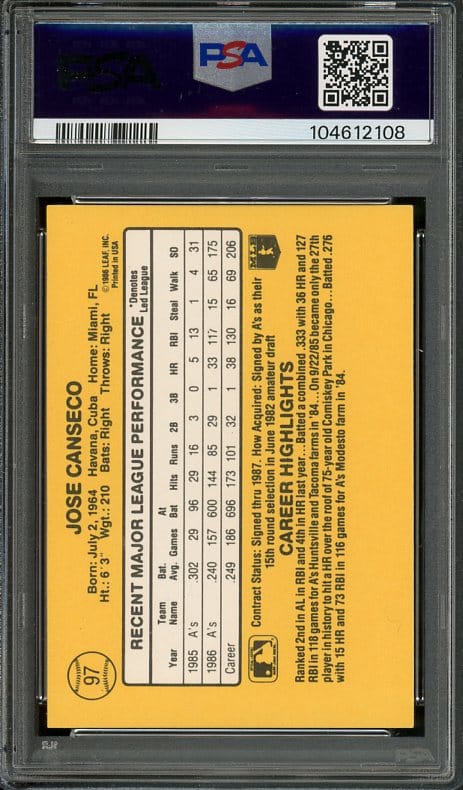 PSA
PSA
104612108
97
JOSE CANSECO
Born: July 2, 1964 Havana, Cuba Home: Miami, FL
Ht.: 6'3" Wgt.: 210 Bats: Right Throws: Right
©1986 LEAF, INC.
Printed in USA
RECENT MAJOR LEAGUE PERFORMANCE
*Denotes
Led League
Year Team Name Bat. Avg. Games At Bat Hits Runs 2B 3B HR RBI Steal Walk SO
1985 A's .302 29 96 29 16 3 0 5 13 1 4 31
1986 A's .240 157 600 144 85 29 1 33 117 15 65 175
Career .249 186 696 173 101 32 1 38 130 16 69 206
Contract Status: Signed thru 1987. How Acquired: Signed by A's as their
15th round selection in June 1982 amateur draft
MLB
CAREER HIGHLIGHTS
Ranked 2nd in AL in RBI and 4th in HR last year...Batted a combined .333 with 36 HR and 127
RBI in 118 games for A's Huntsville and Tacoma farms in '84...On 9/22/85 became only the 27th
player in history to hit a HR over the roof of 75-year old Comiskey Park in Chicago...Batted .276
with 15 HR and 73 RBI in 116 games for A's Modesto farm in '84.
PSA